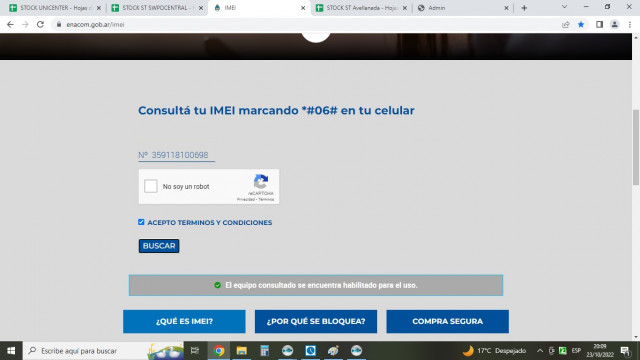 STOCK UNICENTER - Hojas d
STOCK ST SWPOCENTRAL - H
IMEI
STOCK ST Avellaneda - Hojas
Admin
enacom.gob.ar/imei
Consultá tu IMEI marcando *#06# en tu celular
Nº 359118100698
No soy un robot
reCAPTCHA
Privacidad - Términos
ACEPTO TERMINOS Y CONDICIONES
BUSCAR
El equipo consultado se encuentra habilitado para el uso.
¿QUÉ ES IMEI?
¿POR QUÉ SE BLOQUEA?
COMPRA SEGURA
Escribe aquí para buscar
17°C Despejado
ESP
20:09
23/10/2022